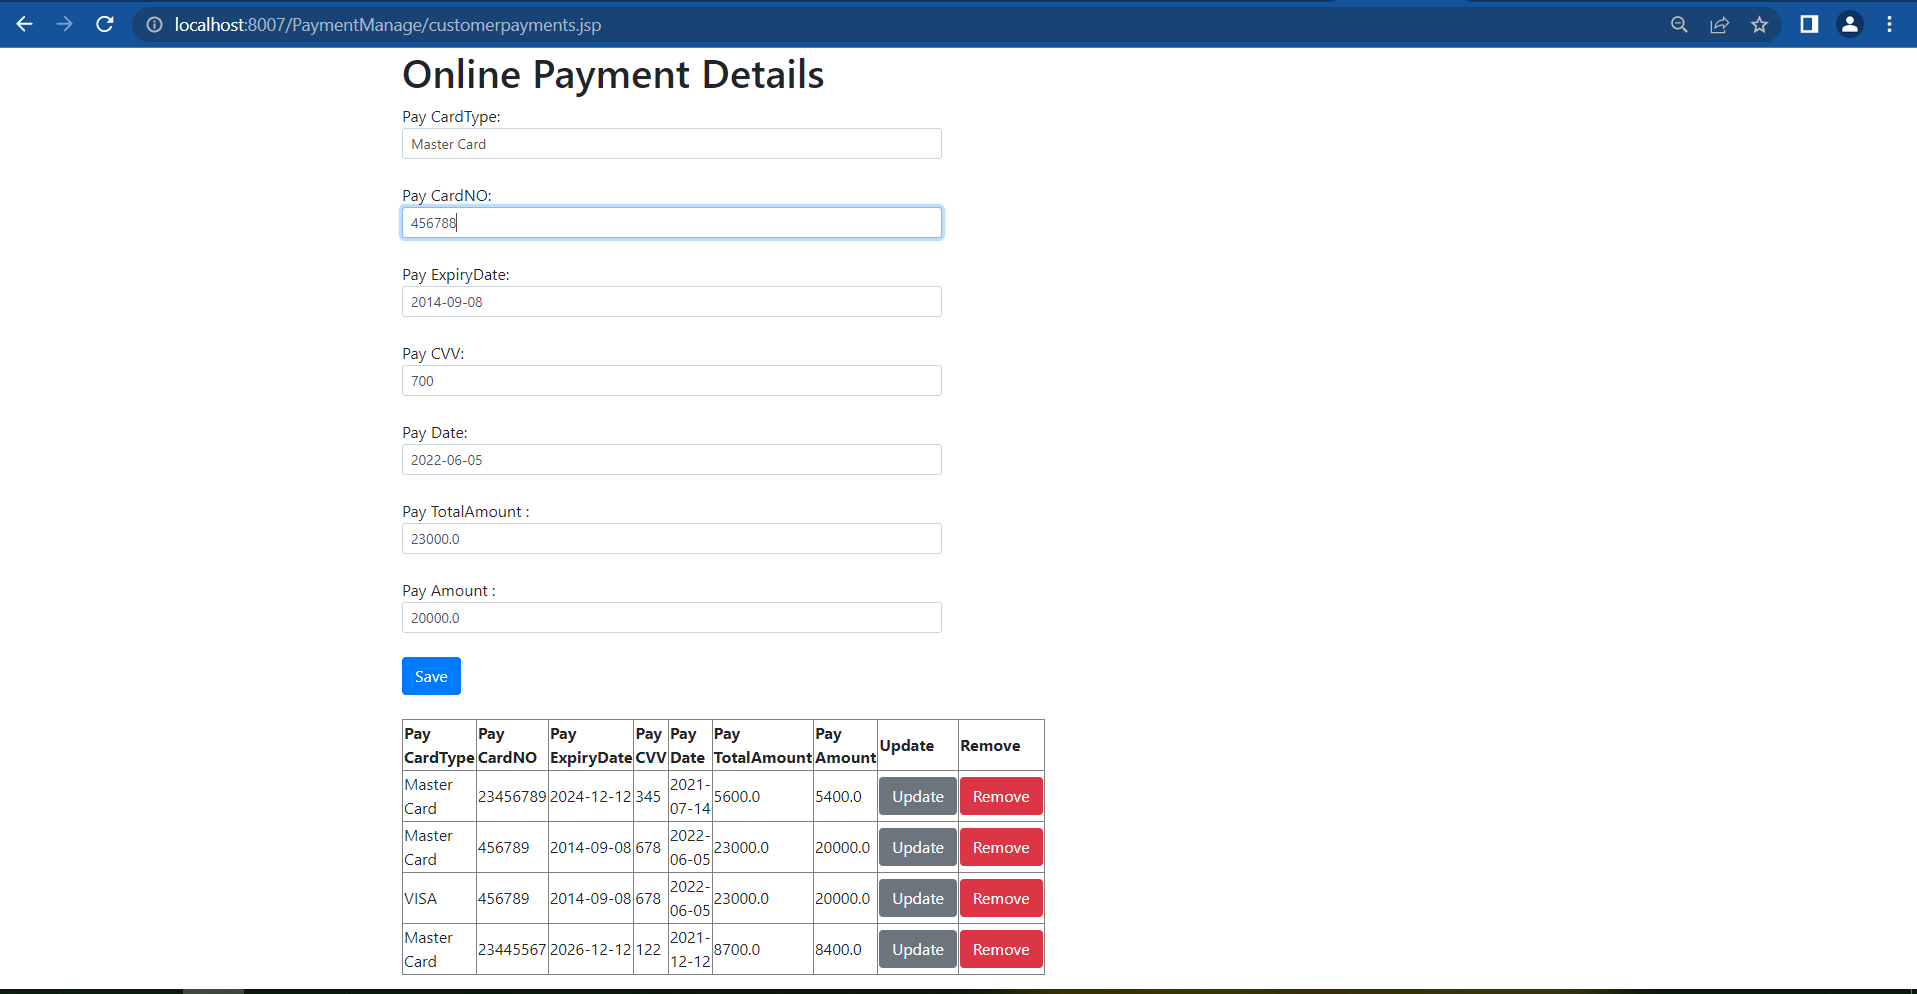 localhost:8007/PaymentManage/customerpayments.jsp
Online Payment Details
Pay CardType:
Master Card
Pay CardNO:
456788
Pay ExpiryDate:
2014-09-08
Pay CVV:
700
Pay Date:
2022-06-05
Pay TotalAmount :
23000.0
Pay Amount :
20000.0
Save
Pay CardType Pay CardNO Pay ExpiryDate Pay CVV Pay Date Pay TotalAmount Pay Amount Update Remove
Master Card 23456789 2024-12-12 345 2021-07-14 5600.0 5400.0 Update Remove
Master Card 456789 2014-09-08 678 2022-06-05 23000.0 20000.0 Update Remove
VISA 456789 2014-09-08 678 2022-06-05 23000.0 20000.0 Update Remove
Master Card 23445567 2026-12-12 122 2021-12-12 8700.0 8400.0 Update Remove